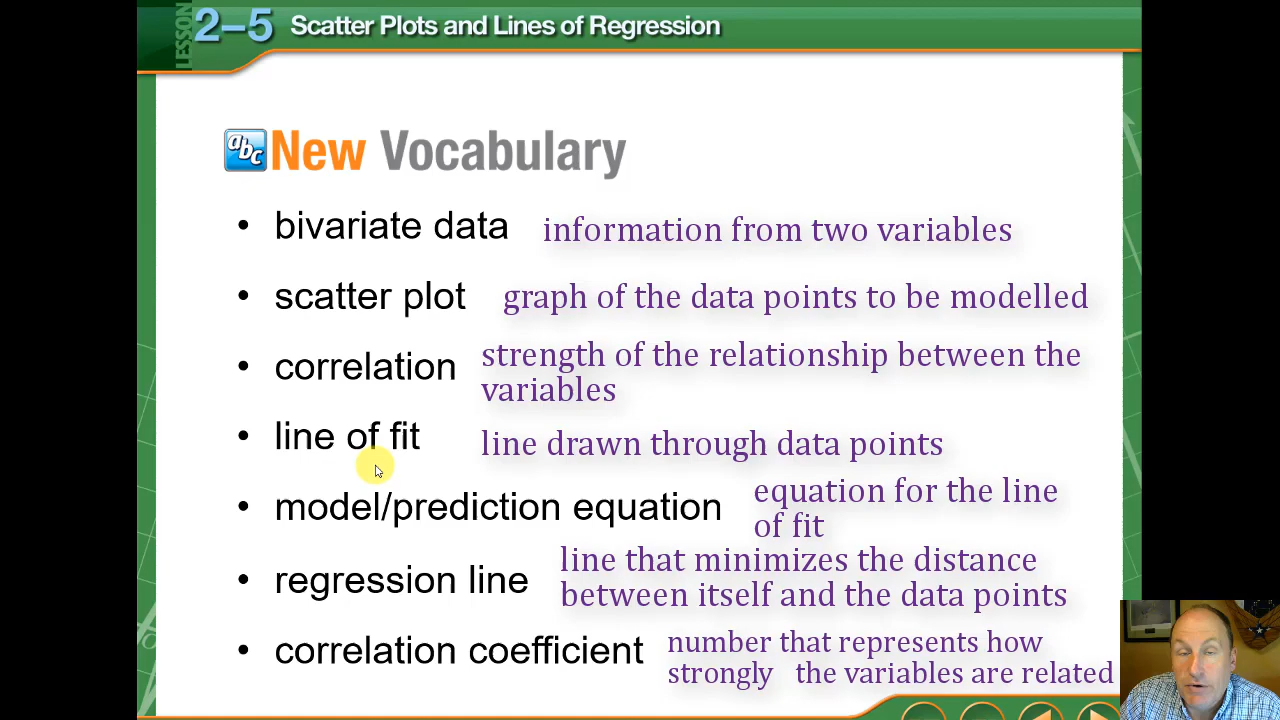 LESSON
2–5 Scatter Plots and Lines of Regression
abc New Vocabulary
• bivariate data information from two variables
• scatter plot graph of the data points to be modelled
• correlation strength of the relationship between the
variables
• line of fit line drawn through data points
• model/prediction equation equation for the line
of fit
• regression line line that minimizes the distance
between itself and the data points
• correlation coefficient number that represents how
strongly the variables are related